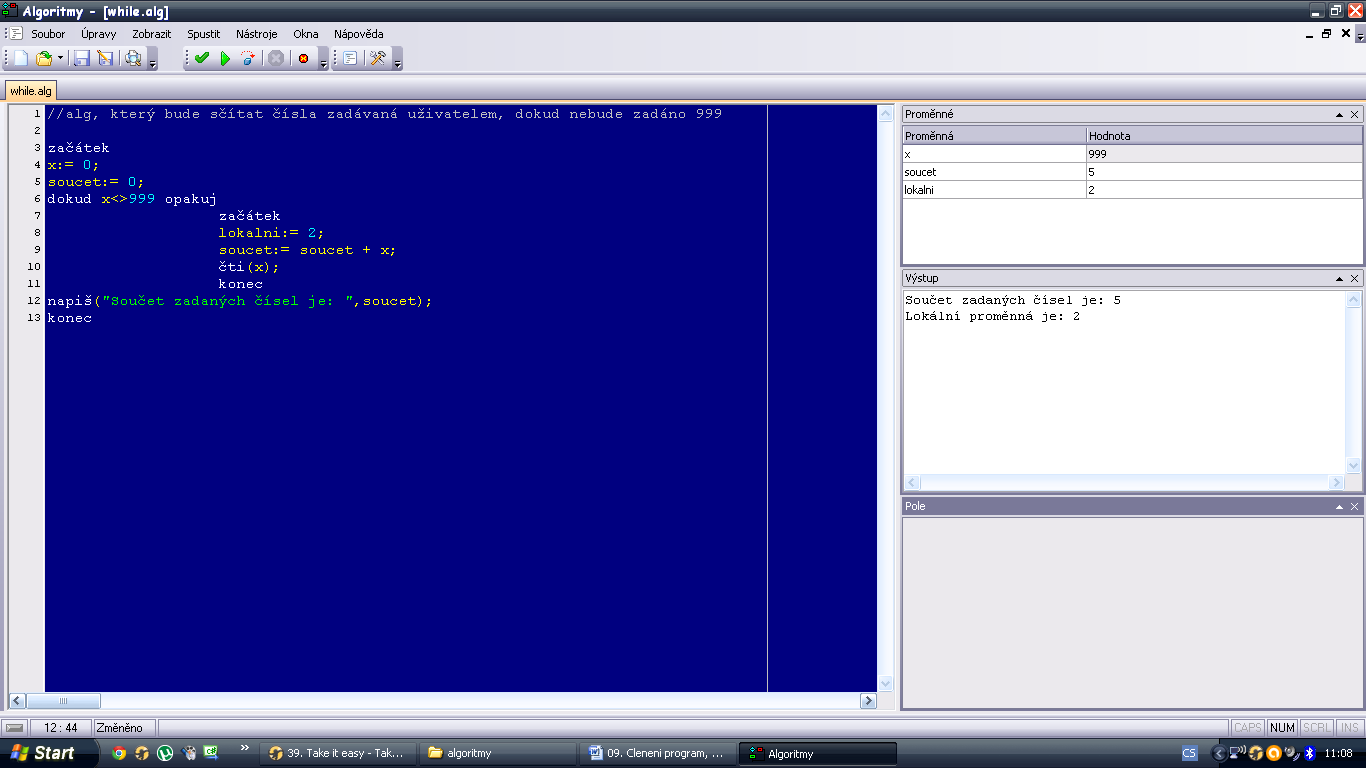 Algoritmy - [while.alg]
Soubor Úpravy Zobrazit Spustit Nástroje Okna Nápověda
while.alg
1 //alg, který bude sčítat čísla zadávaná uživatelem, dokud nebude zadáno 999
2
3 začátek
4 x:= 0;
5 soucet:= 0;
6 dokud x<>999 opakuj
7 začátek
8 lokalni:= 2;
9 soucet:= soucet + x;
10 čti(x);
11 konec
12 napiš("Součet zadaných čísel je: ",soucet);
13 konec
Proměnné
Proměnná Hodnota
x 999
soucet 5
lokalni 2
Výstup
Součet zadaných čísel je: 5
Lokální proměnná je: 2
Pole
12 : 44 Změněno CAPS NUM SCRL INS
Start 39. Take it easy - Tak... algoritmy 09. Cleneni program, ... Algoritmy CS 11:08